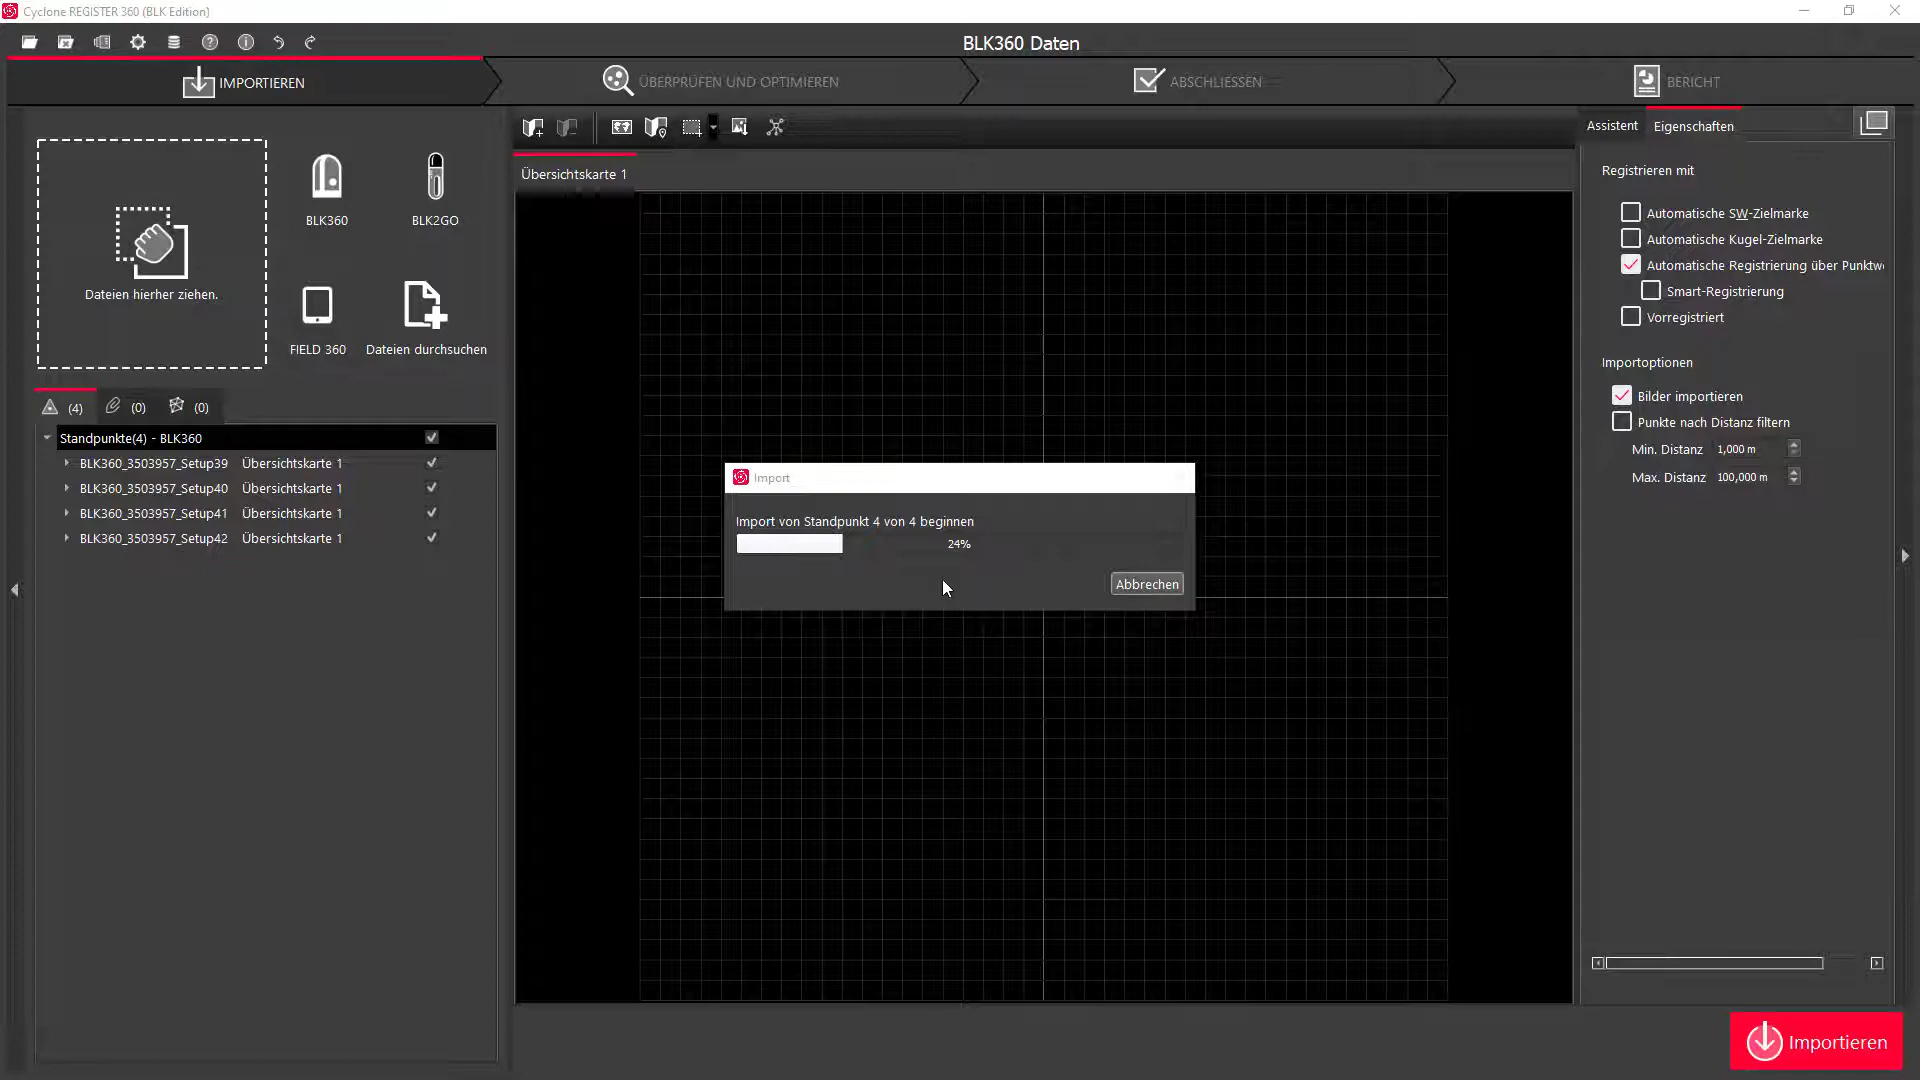 Cyclone REGISTER 360 (BLK Edition)
BLK360 Daten
IMPORTIEREN
ÜBERPRÜFEN UND OPTIMIEREN
ABSCHLIESSEN
BERICHT
Dateien hierher ziehen.
BLK360
BLK2GO
FIELD 360
Dateien durchsuchen
(4)
(0)
(0)
Standpunkte(4) - BLK360
BLK360_3503957_Setup39 Übersichtskarte 1
BLK360_3503957_Setup40 Übersichtskarte 1
BLK360_3503957_Setup41 Übersichtskarte 1
BLK360_3503957_Setup42 Übersichtskarte 1
Übersichtskarte 1
Import
Import von Standpunkt 4 von 4 beginnen
24%
Abbrechen
Assistent
Eigenschaften
Registrieren mit
Automatische SW-Zielmarke
Automatische Kugel-Zielmarke
Automatische Registrierung über Punktw
Smart-Registrierung
Vorregistriert
Importoptionen
Bilder importieren
Punkte nach Distanz filtern
Min. Distanz 1,000 m
Max. Distanz 100,000 m
Importieren